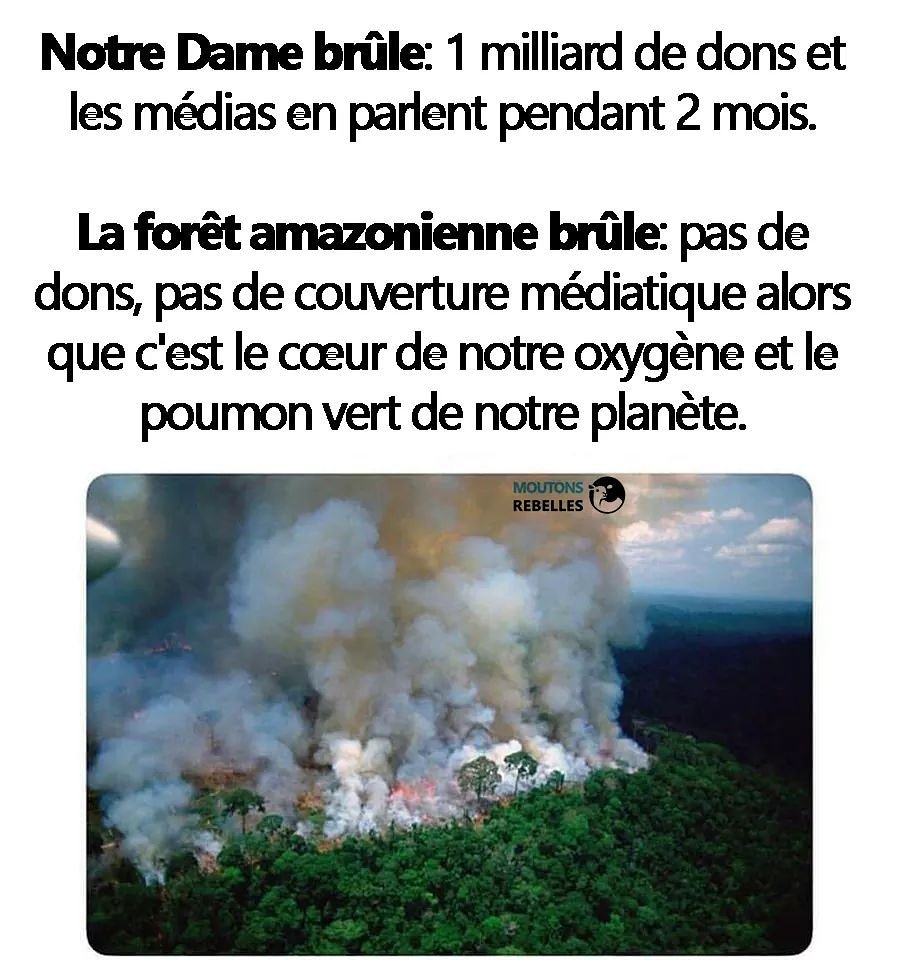 Notre Dame brûle: 1 milliard de dons et
les médias en parlent pendant 2 mois.
La forêt amazonienne brûle: pas de
dons, pas de couverture médiatique alors
que c'est le cœur de notre oxygène et le
poumon vert de notre planète.
MOUTONS
REBELLES